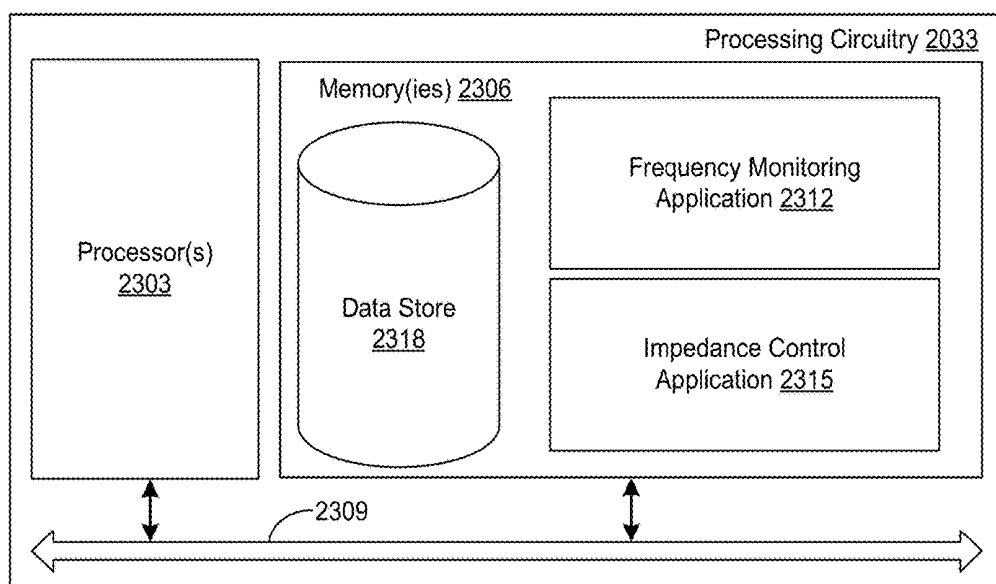 Processing Circuitry 2033
Memory(ies) 2306
Processor(s)
2303
Data Store
2318
Frequency Monitoring
Application 2312
Impedance Control
Application 2315
2309